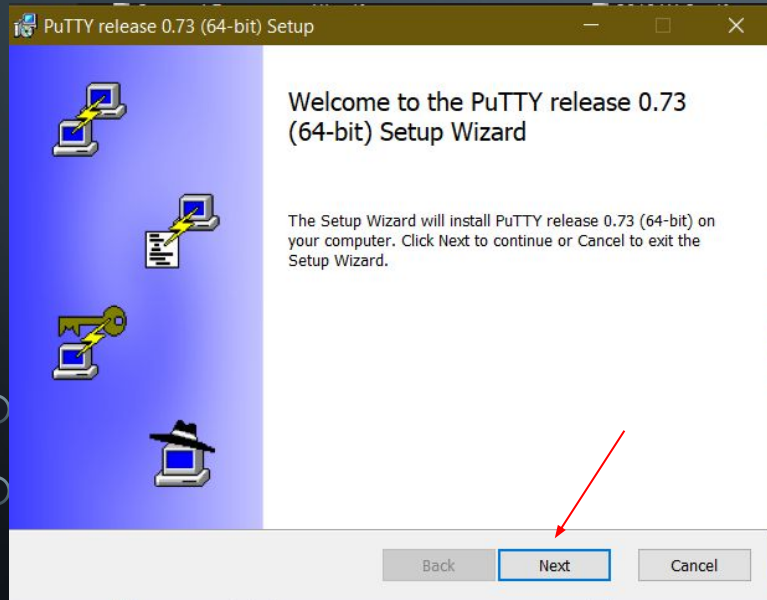 PuTTY release 0.73 (64-bit) Setup
Welcome to the PuTTY release 0.73
(64-bit) Setup Wizard
The Setup Wizard will install PuTTY release 0.73 (64-bit) on
your computer. Click Next to continue or Cancel to exit the
Setup Wizard.
Back
Next
Cancel